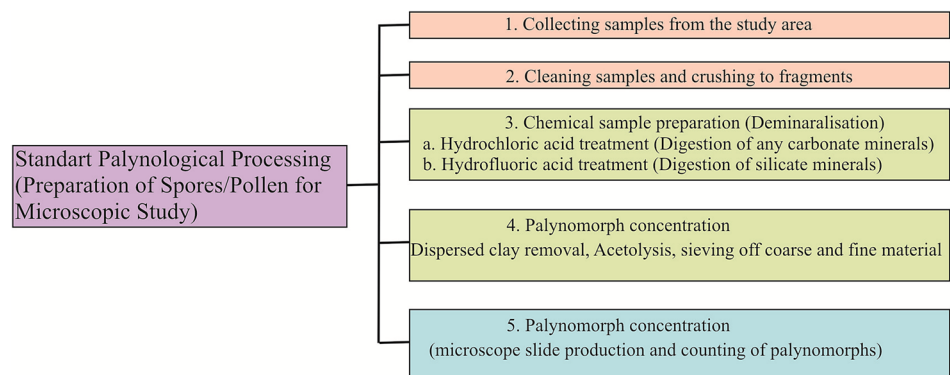 Standart Palynological Processing
(Preparation of Spores/Pollen for
Microscopic Study)
1. Collecting samples from the study area
2. Cleaning samples and crushing to fragments
3. Chemical sample preparation (Deminaralisation)
a. Hydrochloric acid treatment (Digestion of any carbonate minerals)
b. Hydrofluoric acid treatment (Digestion of silicate minerals)
4. Palynomorph concentration
Dispersed clay removal, Acetolysis, sieving off coarse and fine material
5. Palynomorph concentration
(microscope slide production and counting of palynomorphs)